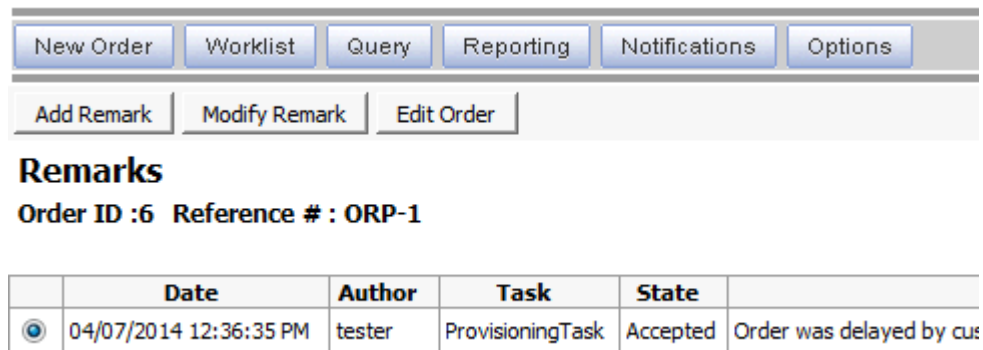 New Order Worklist Query Reporting Notifications Options
Add Remark Modify Remark Edit Order
Remarks
Order ID :6 Reference # : ORP-1
Date Author Task State
04/07/2014 12:36:35 PM tester ProvisioningTask Accepted Order was delayed by